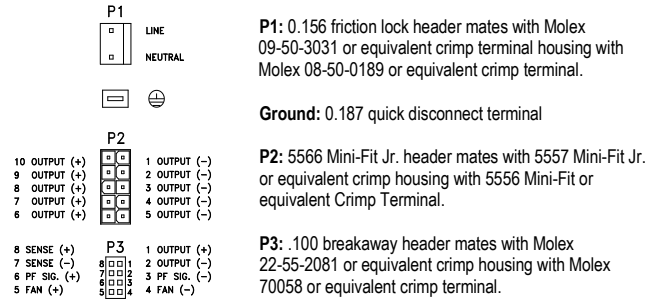 P1
LINE
NEUTRAL
P2
10 OUTPUT (+) 1 OUTPUT (−)
9 OUTPUT (+) 2 OUTPUT (−)
8 OUTPUT (+) 3 OUTPUT (−)
7 OUTPUT (+) 4 OUTPUT (−)
6 OUTPUT (+) 5 OUTPUT (−)
P3
8 SENSE (+) 8 1 1 OUTPUT (+)
7 SENSE (−) 7 2 2 OUTPUT (−)
6 PF SIG. (+) 6 3 3 PF SIG. (−)
5 FAN (+) 5 4 4 FAN (−)
P1: 0.156 friction lock header mates with Molex
09-50-3031 or equivalent crimp terminal housing with
Molex 08-50-0189 or equivalent crimp terminal.
Ground: 0.187 quick disconnect terminal
P2: 5566 Mini-Fit Jr. header mates with 5557 Mini-Fit Jr.
or equivalent crimp housing with 5556 Mini-Fit or
equivalent Crimp Terminal.
P3: .100 breakaway header mates with Molex
22-55-2081 or equivalent crimp housing with Molex
70058 or equivalent crimp terminal.